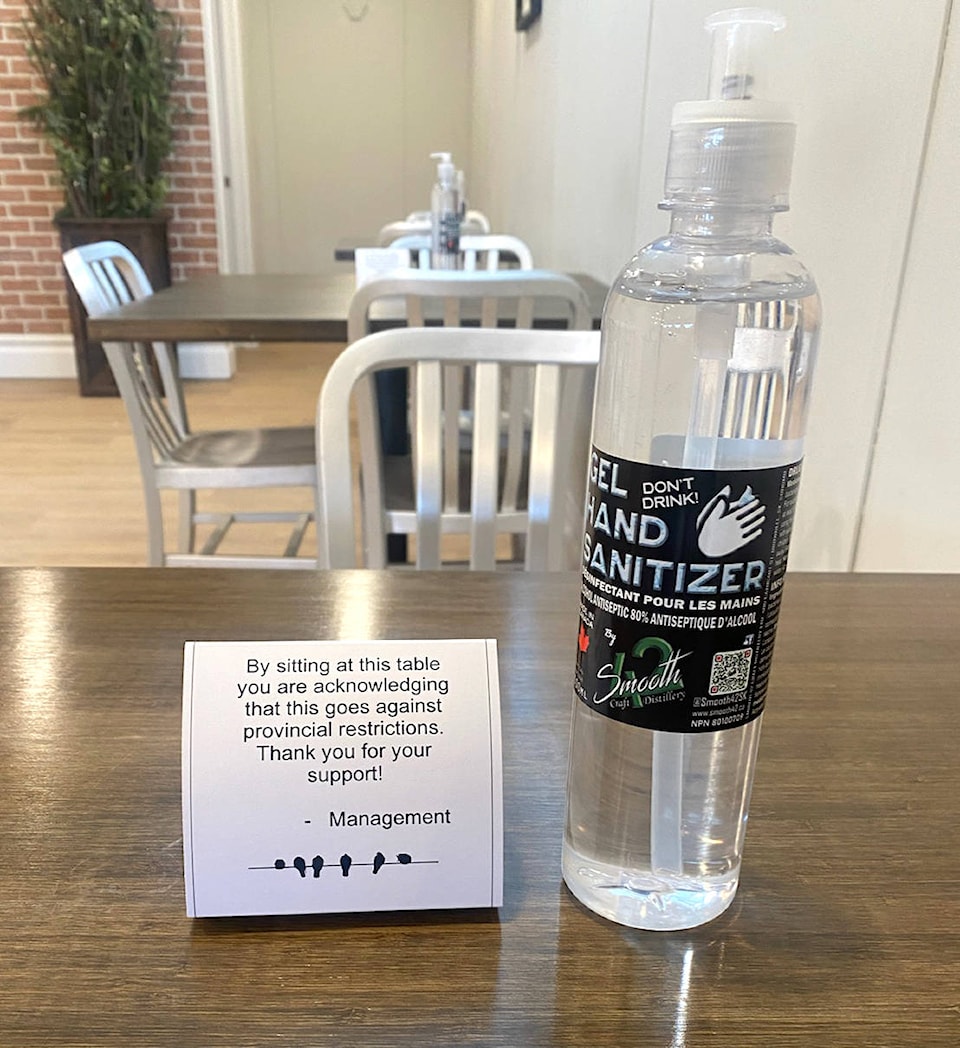 By sitting at this table
you are acknowledging
that this goes against
provincial restrictions.
Thank you for your
support!
- Management
GEL
DON'T
DRINK!
HAND
SANITIZER
DÉSINFECTANT POUR LES MAINS
ANTISEPTIC 80% ANTISEPTIQUE D'ALCOOL
By
42
Smooth
Craft Distillery
@Smooth42SK
www.smooth42.ca